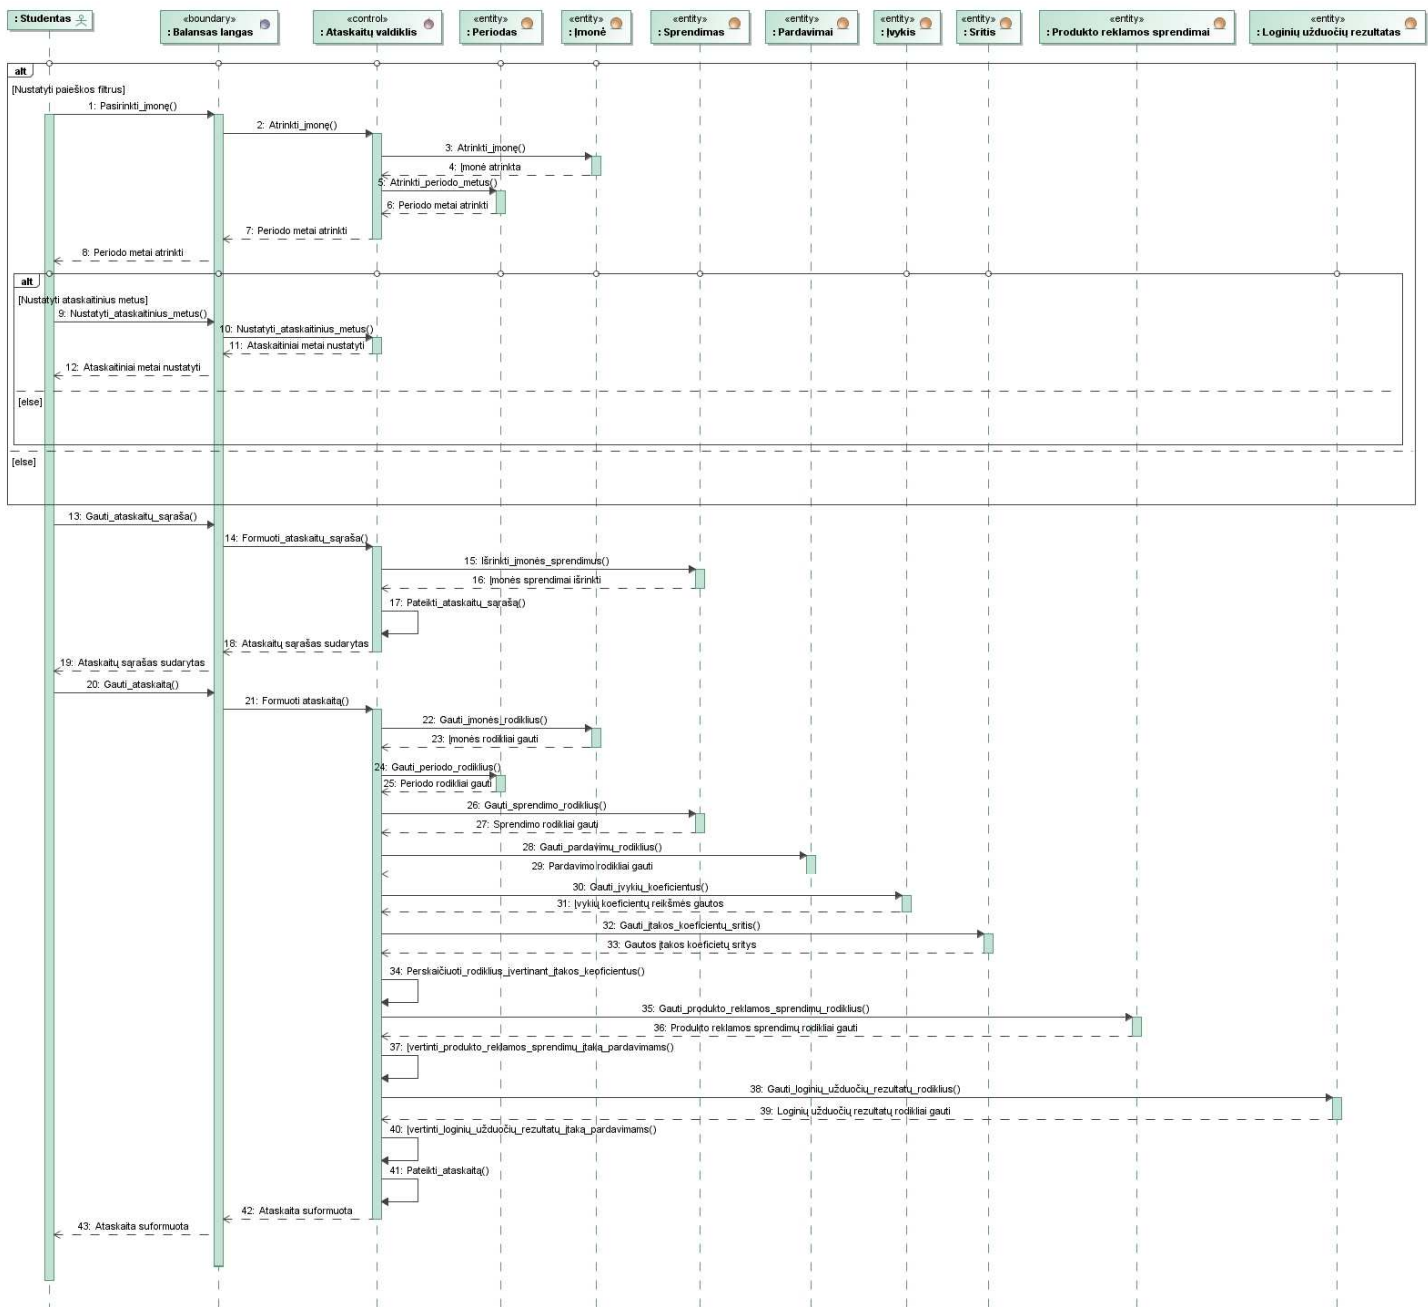 : Studentas
«boundary»
: Balansas langas
«control»
: Ataskaitų valdiklis
«entity»
: Periodas
«entity»
: Įmonė
«entity»
: Sprendimas
«entity»
: Pardavimai
«entity»
: Įvykis
«entity»
: Sritis
«entity»
: Produkto reklamos sprendimai
«entity»
: Loginių užduočių rezultatas
alt
[Nustatyti paieškos filtrus]
1: Pasirinkti_įmonę()
2: Atrinkti_įmonę()
3: Atrinkti_įmonę()
4: Įmonė atrinkta
5: Atrinkti_periodo_metus()
6: Periodo metai atrinkti
7: Periodo metai atrinkti
8: Periodo metai atrinkti
alt
[Nustatyti ataskaitinius metus]
9: Nustatyti_ataskaitinius_metus()
10: Nustatyti_ataskaitinius_metus()
11: Ataskaitiniai metai nustatyti
12: Ataskaitiniai metai nustatyti
[else]
[else]
13: Gauti_ataskaitų_sąraša()
14: Formuoti_ataskaitų_sąraša()
15: Išrinkti_įmonės_sprendimus()
16: Įmonės sprendimai išrinkti
17: Pateikti_ataskaitų_sąrašą()
18: Ataskaitų sąrašas sudarytas
19: Ataskaitų sąrašas sudarytas
20: Gauti_ataskaitą()
21: Formuoti ataskaitą()
22: Gauti_įmonės_rodiklius()
23: Įmonės rodikliai gauti
24: Gauti_periodo_rodiklius()
25: Periodo rodikliai gauti
26: Gauti_sprendimo_rodiklius()
27: Sprendimo rodikliai gauti
28: Gauti_pardavimų_rodiklius()
29: Pardavimo rodikliai gauti
30: Gauti_įvykių_koeficientus()
31: Įvykių koeficientų reikšmės gautos
32: Gauti_įtakos_koeficientų_sritis()
33: Gautos įtakos koeficietų sritys
34: Perskaičiuoti_rodiklius_įvertinant_įtakos_keoficientus()
35: Gauti_produkto_reklamos_sprendimų_rodiklius()
36: Produkto reklamos sprendimų rodikliai gauti
37: Įvertinti_produkto_reklamos_sprendimų_įtaką_pardavimams()
38: Gauti_loginių_užduočių_rezultatų_rodiklius()
39: Loginių užduočių rezultatų rodikliai gauti
40: Įvertinti_loginių_užduočių_rezultatų_įtaką_pardavimams()
41: Pateikti_ataskaitą()
42: Ataskaita suformuota
43: Ataskaita suformuota